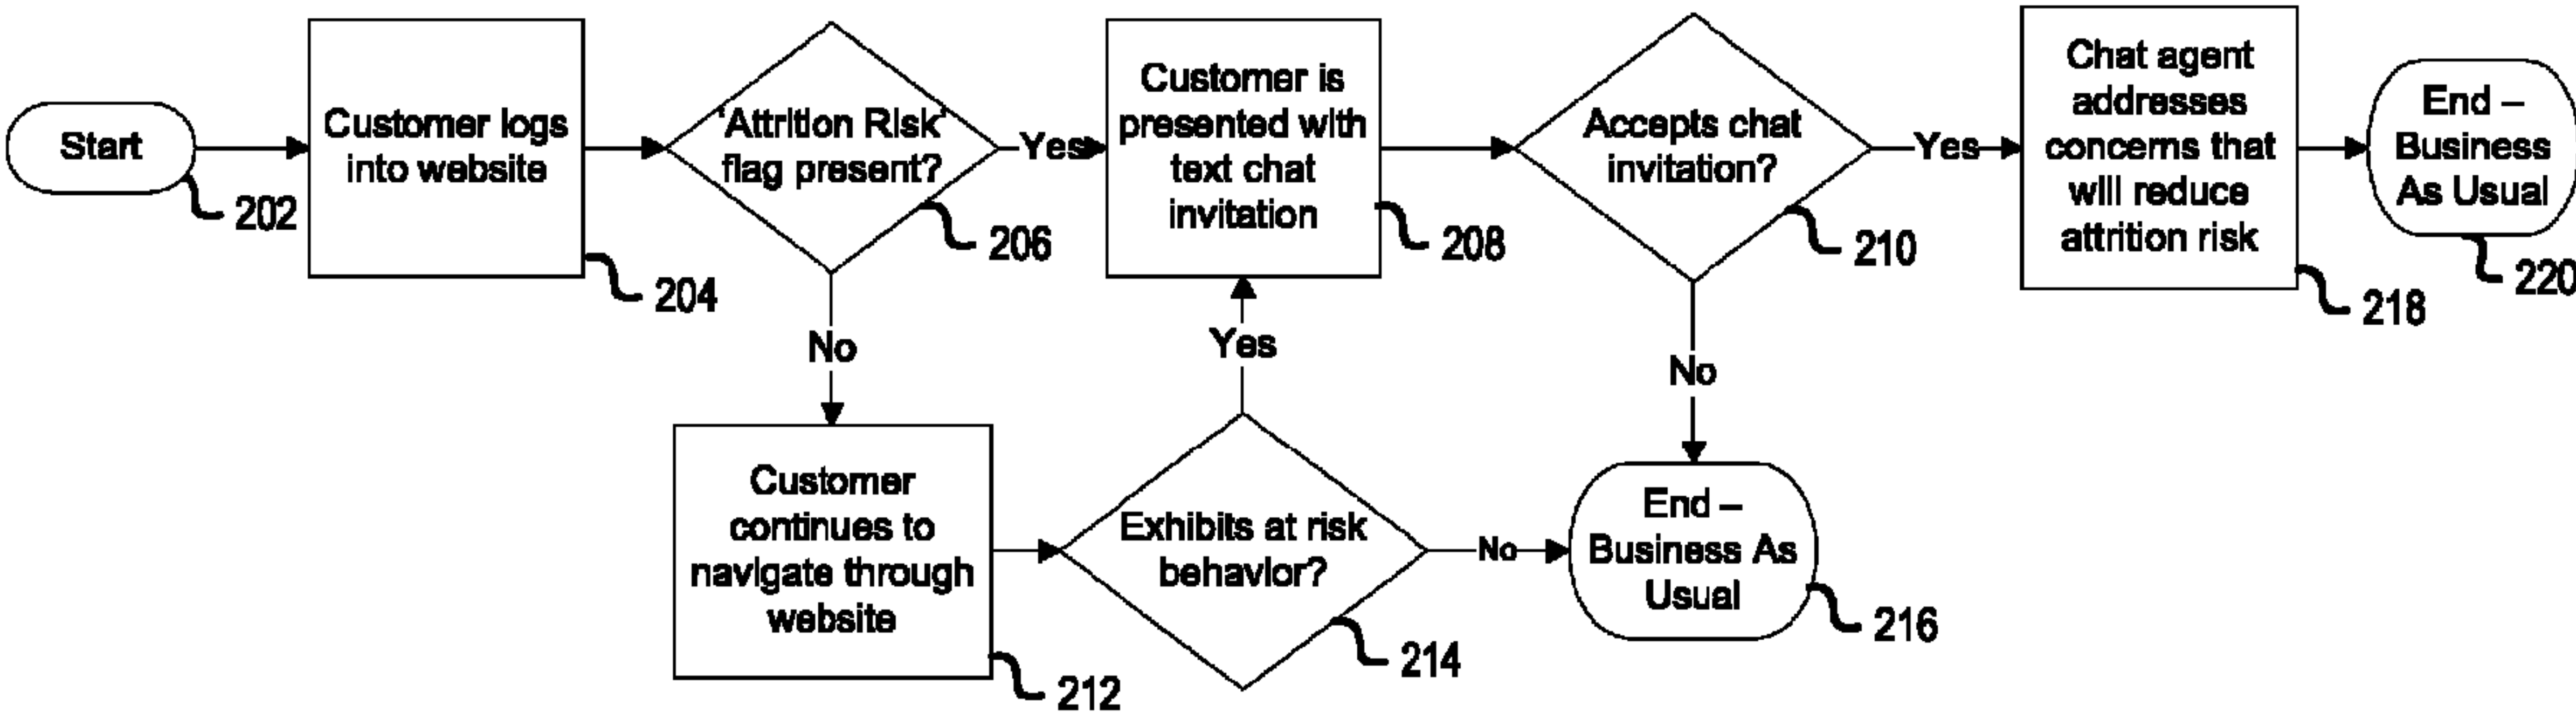 Start
202
Customer logs
into website
204
'Attrition Risk'
flag present?
206
Yes
Customer is
presented with
text chat
invitation
208
Accepts chat
invitation?
210
Yes
Chat agent
addresses
concerns that
will reduce
attrition risk
218
End –
Business
As Usual
220
No
Customer
continues to
navigate through
website
212
Exhibits at risk
behavior?
214
Yes
No
No
End –
Business As
Usual
216